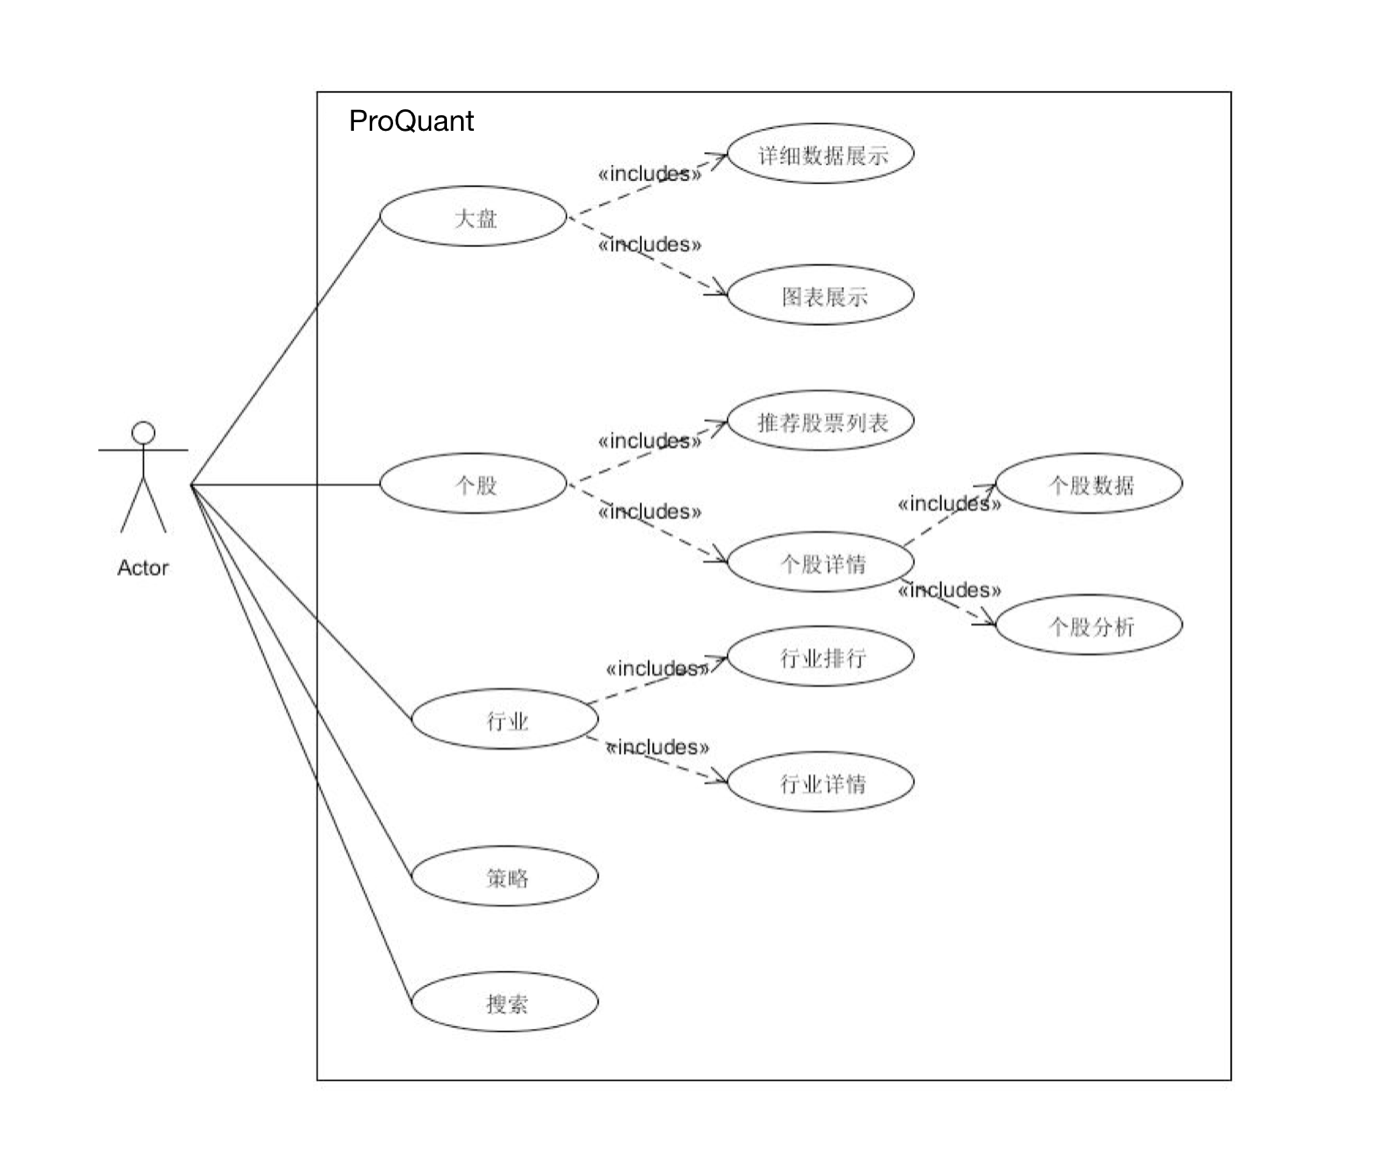 ProQuant
详细数据展示
«includes»
大盘
«includes»
图表展示
推荐股票列表
«includes»
个股
个股数据
«includes»
«includes»
个股详情
Actor
«includes»
个股分析
行业排行
«includes»
行业
«includes»
行业详情
策略
搜索